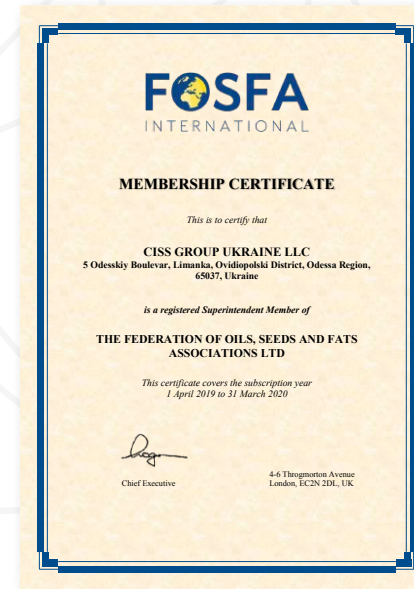 FOSFA
INTERNATIONAL
MEMBERSHIP CERTIFICATE
This is to certify that
CISS GROUP UKRAINE LLC
5 Odesskiy Boulevar, Limanka, Ovidiopolski District, Odessa Region,
65037, Ukraine
is a registered Superintendent Member of
THE FEDERATION OF OILS, SEEDS AND FATS
ASSOCIATIONS LTD
This certificate covers the subscription year
1 April 2019 to 31 March 2020
Chief Executive
4-6 Throgmorton Avenue
London, EC2N 2DL, UK